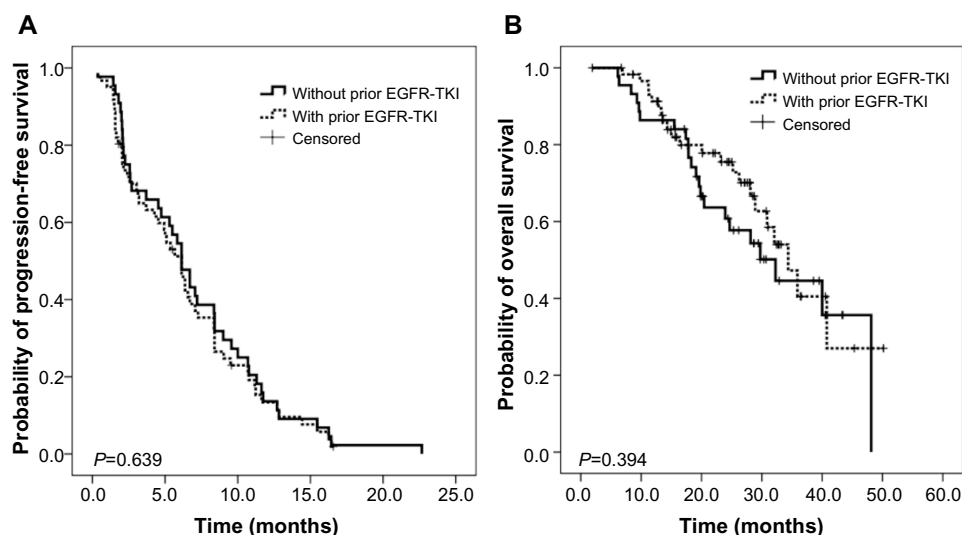 A
Probability of progression-free survival
1.0
0.8
0.6
0.4
0.2
0.0
Without prior EGFR-TKI
With prior EGFR-TKI
Censored
P=0.639
0.0 5.0 10.0 15.0 20.0 25.0
Time (months)
B
Probability of overall survival
1.0
0.8
0.6
0.4
0.2
0.0
Without prior EGFR-TKI
With prior EGFR-TKI
Censored
P=0.394
0.0 10.0 20.0 30.0 40.0 50.0 60.0
Time (months)